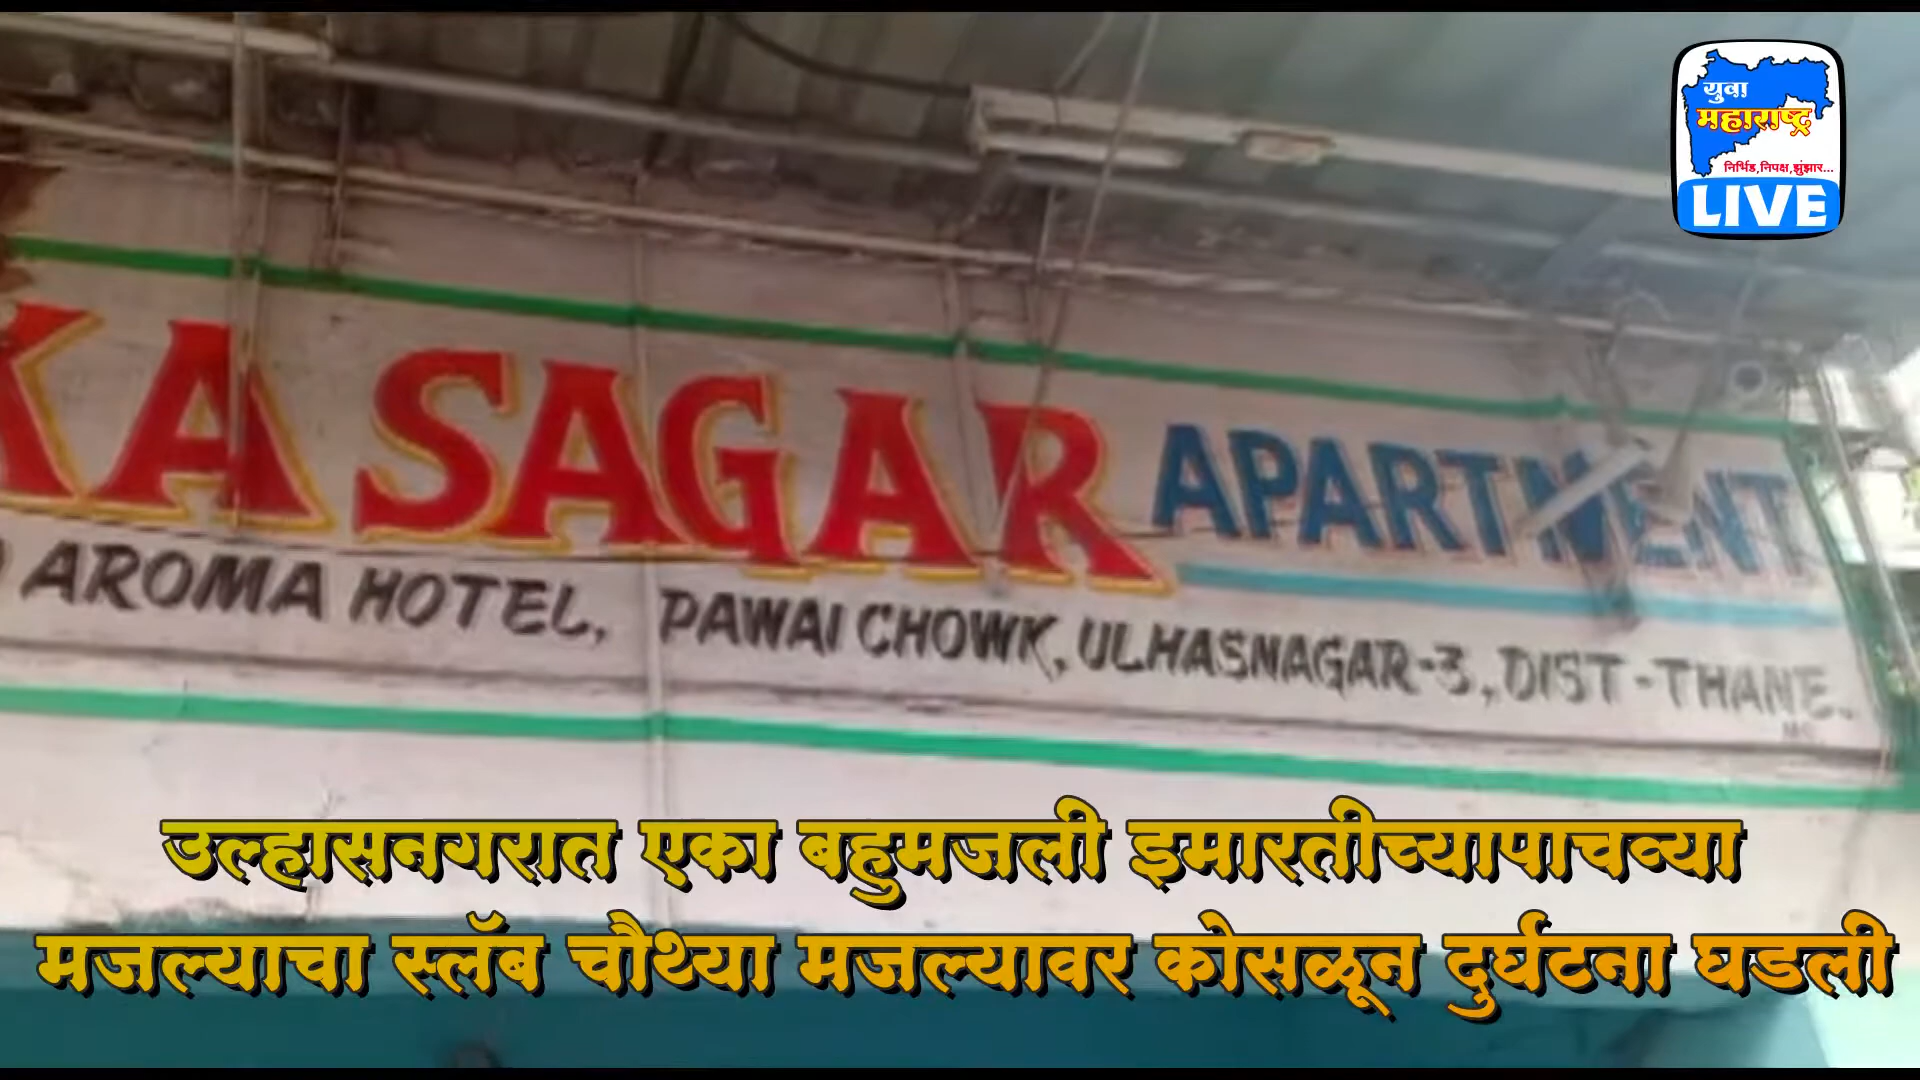 युवा
महाराष्ट्र
निर्भिड,निपक्ष,झुंझार...
LIVE
KA SAGAR APARTMENT
AROMA HOTEL, PAWAI CHOWK, ULHASNAGAR-3, DIST-THANE.
उल्हासनगरात एका बहुमजली इमारतीच्यापाचव्या
मजल्याचा स्लॅब चौथ्या मजल्यावर कोसळून दुर्घटना घडली